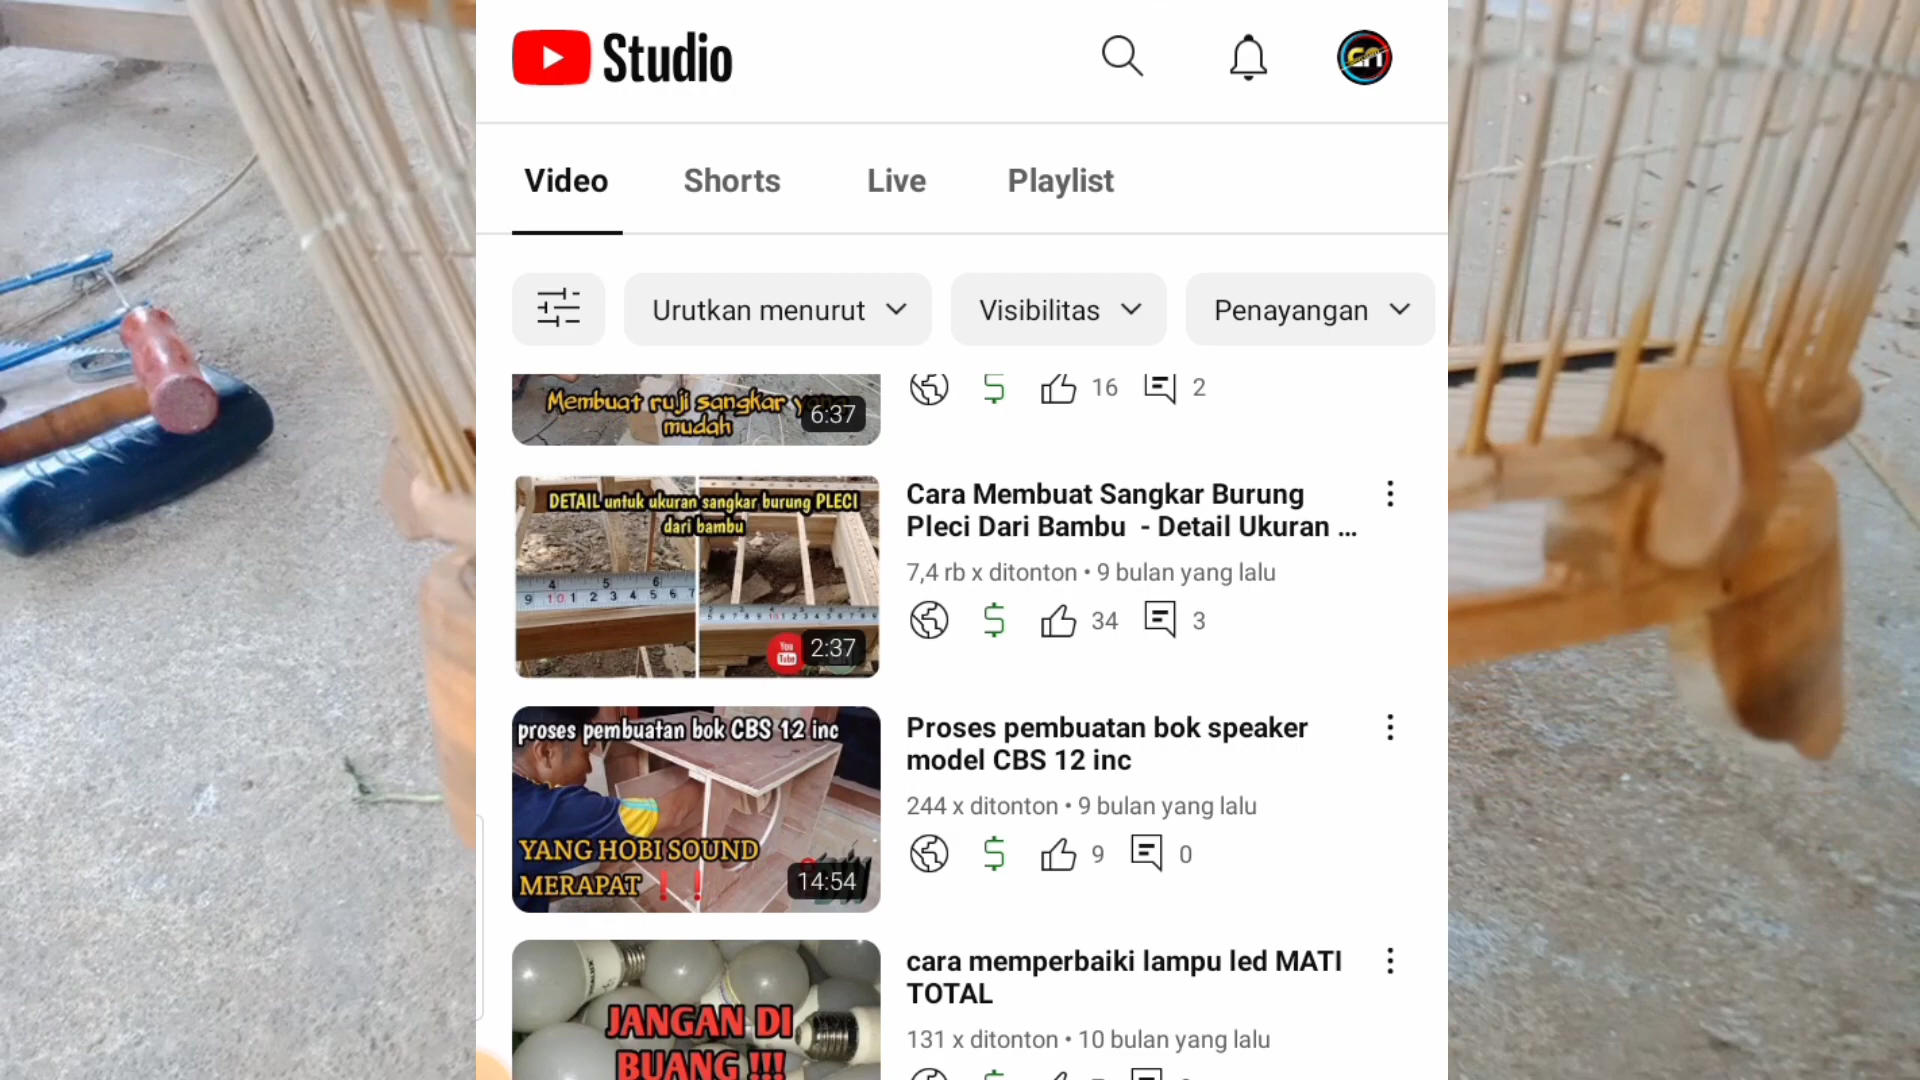 Studio
Video Shorts Live Playlist
Urutkan menurut Visibilitas Penayangan
Membuat ruji sangkar
mudah
6:37
16 2
DETAIL untuk ukuran sangkar burung PLECI
dari bambu
You
Tube
2:37
Cara Membuat Sangkar Burung
Pleci Dari Bambu - Detail Ukuran ...
7,4 rb x ditonton • 9 bulan yang lalu
34 3
proses pembuatan bok CBS 12 inc
YANG HOBI SOUND
MERAPAT❗❗
14:54
Proses pembuatan bok speaker
model CBS 12 inc
244 x ditonton • 9 bulan yang lalu
9 0
JANGAN DI
BUANG !!!
cara memperbaiki lampu led MATI
TOTAL
131 x ditonton • 10 bulan yang lalu